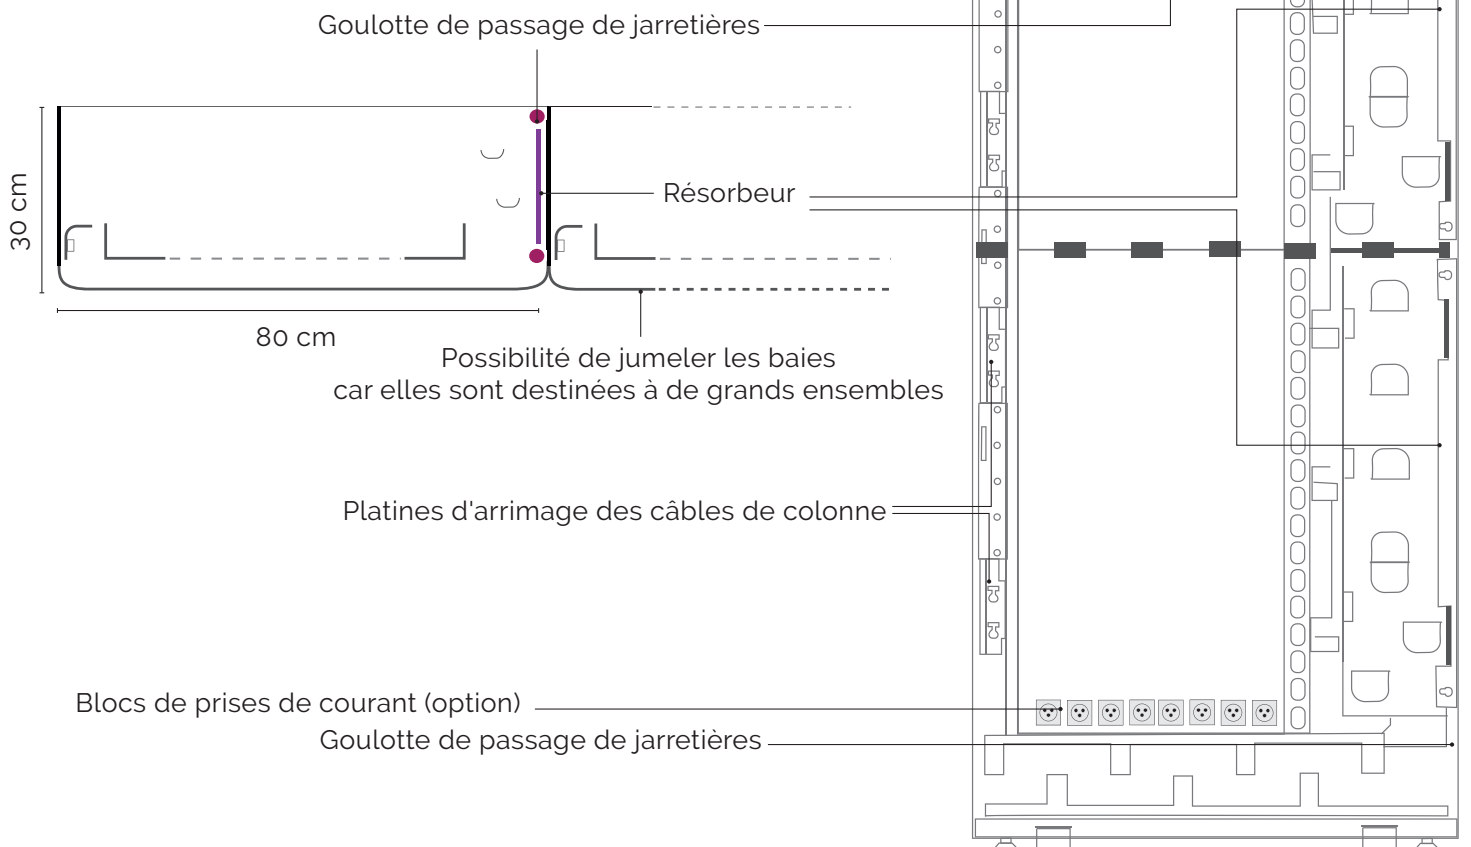 Goulotte de passage de jarretières
30 cm
Résorbeur
80 cm
Possibilité de jumeler les baies
car elles sont destinées à de grands ensembles
Platines d'arrimage des câbles de colonne
Blocs de prises de courant (option)
Goulotte de passage de jarretières